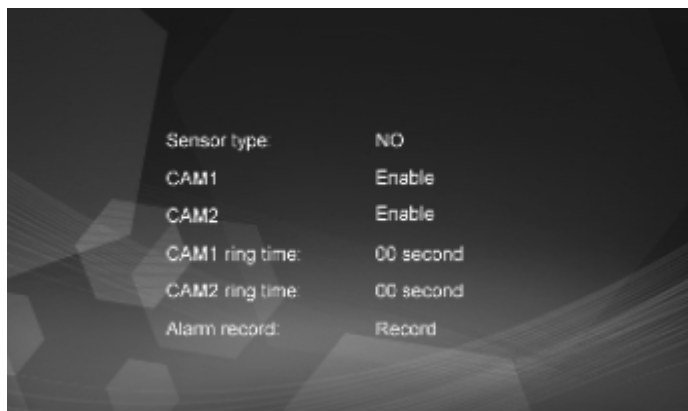 Sensor type: NO
CAM1 Enable
CAM2 Enable
CAM1 ring time: 00 second
CAM2 ring time: 00 second
Alarm record: Record